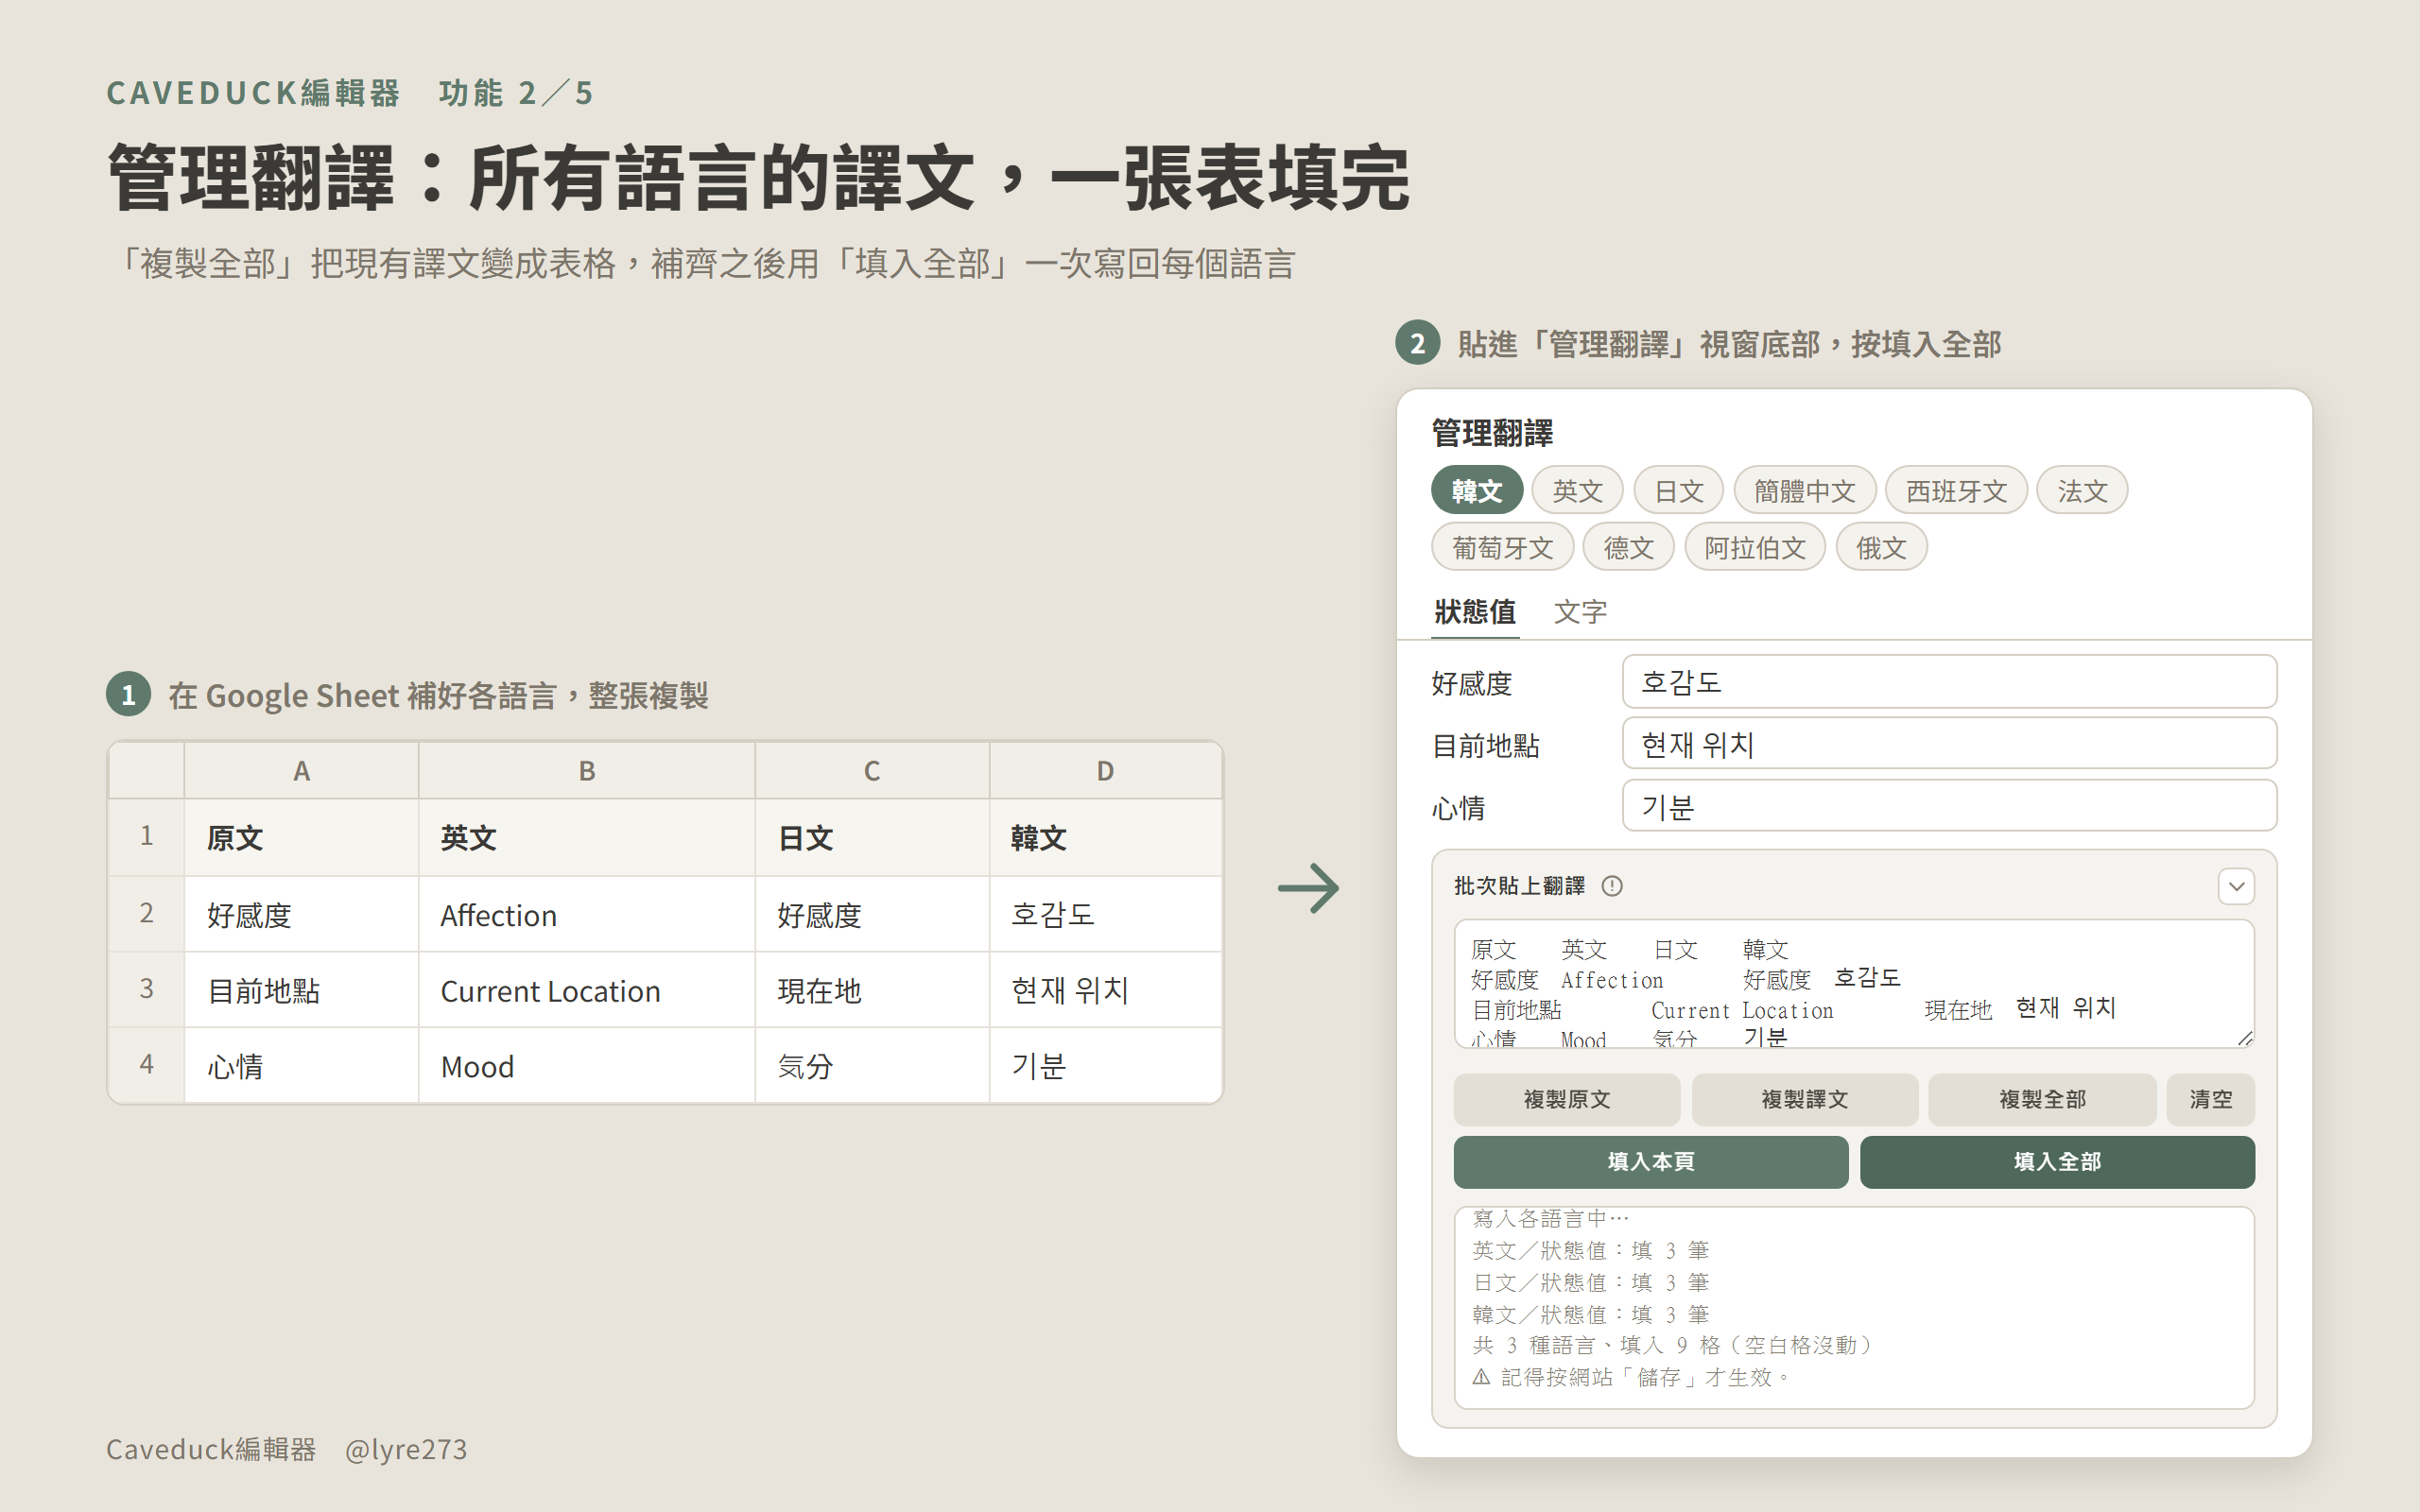 CAVEDUCK編輯器　功能 2／5
管理翻譯：所有語言的譯文，一張表填完
「複製全部」把現有譯文變成表格，補齊之後用「填入全部」一次寫回每個語言
1 在 Google Sheet 補好各語言，整張複製
A B C D
1 原文 英文 日文 韓文
2 好感度 Affection 好感度 호감도
3 目前地點 Current Location 現在地 현재 위치
4 心情 Mood 気分 기분
2 貼進「管理翻譯」視窗底部，按填入全部
管理翻譯
韓文 英文 日文 簡體中文 西班牙文 法文
葡萄牙文 德文 阿拉伯文 俄文
狀態值 文字
好感度 호감도
目前地點 현재 위치
心情 기분
批次貼上翻譯
原文 英文 日文 韓文
好感度 Affection 好感度 호감도
目前地點 Current Location 現在地 현재 위치
心情 Mood 気分 기분
複製原文 複製譯文 複製全部 清空
填入本頁 填入全部
寫入各語言中…
英文／狀態值：填 3 筆
日文／狀態值：填 3 筆
韓文／狀態值：填 3 筆
共 3 種語言、填入 9 格（空白格沒動）
⚠ 記得按網站「儲存」才生效。
Caveduck編輯器　@lyre273